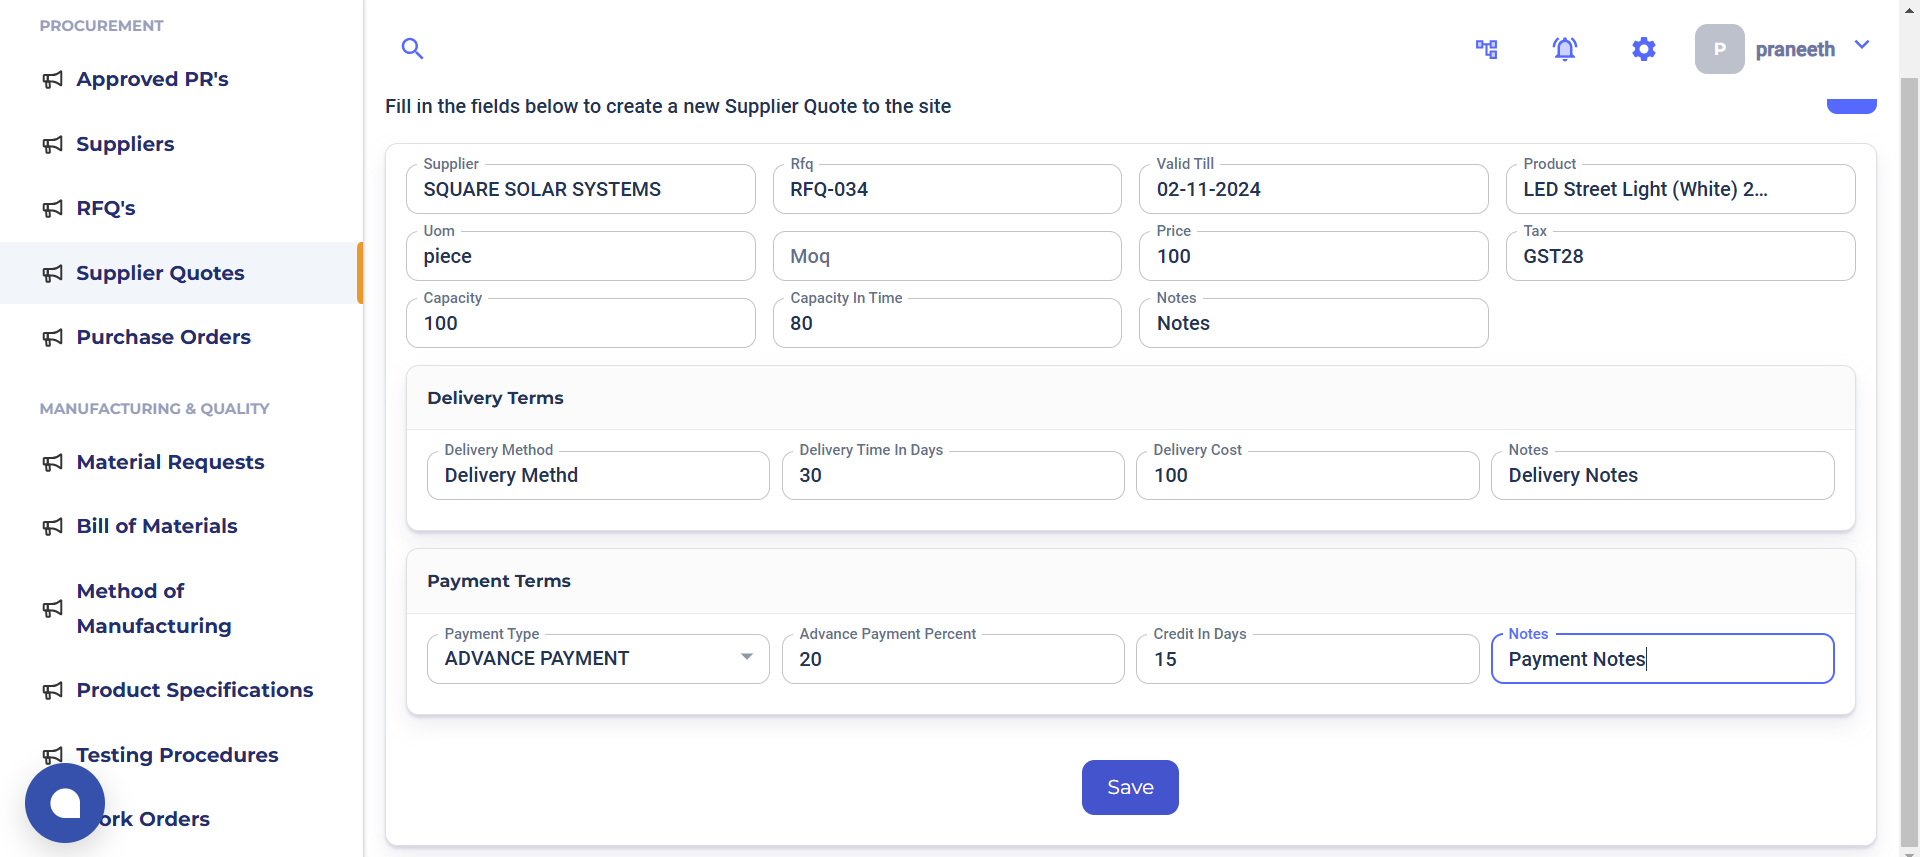 PROCUREMENT
Approved PR's
Suppliers
RFQ's
Supplier Quotes
Purchase Orders
MANUFACTURING & QUALITY
Material Requests
Bill of Materials
Method of
Manufacturing
Product Specifications
Testing Procedures
ork Orders
P
praneeth
Fill in the fields below to create a new Supplier Quote to the site
Supplier
SQUARE SOLAR SYSTEMS
Rfq
RFQ-034
Valid Till
02-11-2024
Product
LED Street Light (White) 2...
Uom
piece
Moq
Price
100
Tax
GST28
Capacity
100
Capacity In Time
80
Notes
Notes
Delivery Terms
Delivery Method
Delivery Methd
Delivery Time In Days
30
Delivery Cost
100
Notes
Delivery Notes
Payment Terms
Payment Type
ADVANCE PAYMENT
Advance Payment Percent
20
Credit In Days
15
Notes
Payment Notes
Save